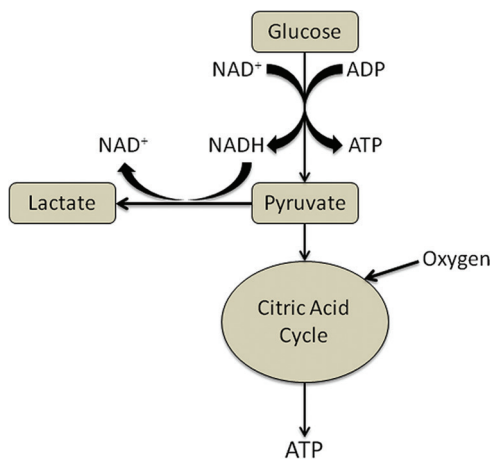 Glucose
NAD⁺ ADP
NAD⁺ NADH ATP
Lactate Pyruvate
Oxygen
Citric Acid
Cycle
ATP